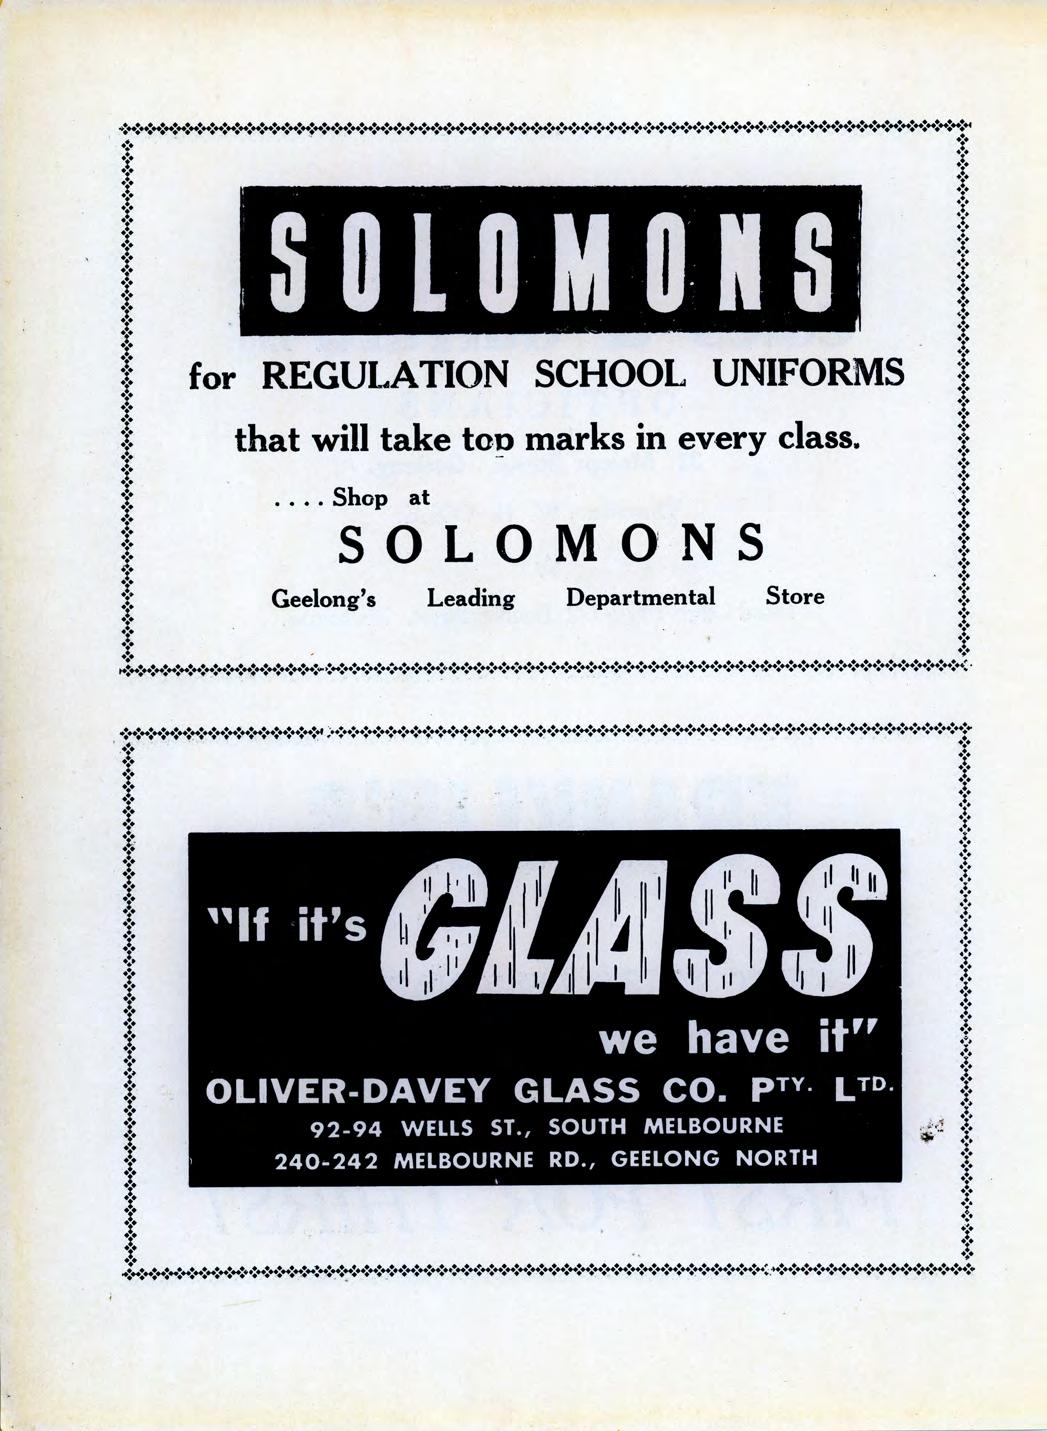 SOLOMONS
for REGULATION SCHOOL UNIFORMS
that will take top marks in every class.
.... Shop at
SOLOMONS
Geelong's Leading Departmental Store
"If it's GLASS
we have it"
OLIVER-DAVEY GLASS CO. PTY. LTD.
92-94 WELLS ST., SOUTH MELBOURNE
240-242 MELBOURNE RD., GEELONG NORTH